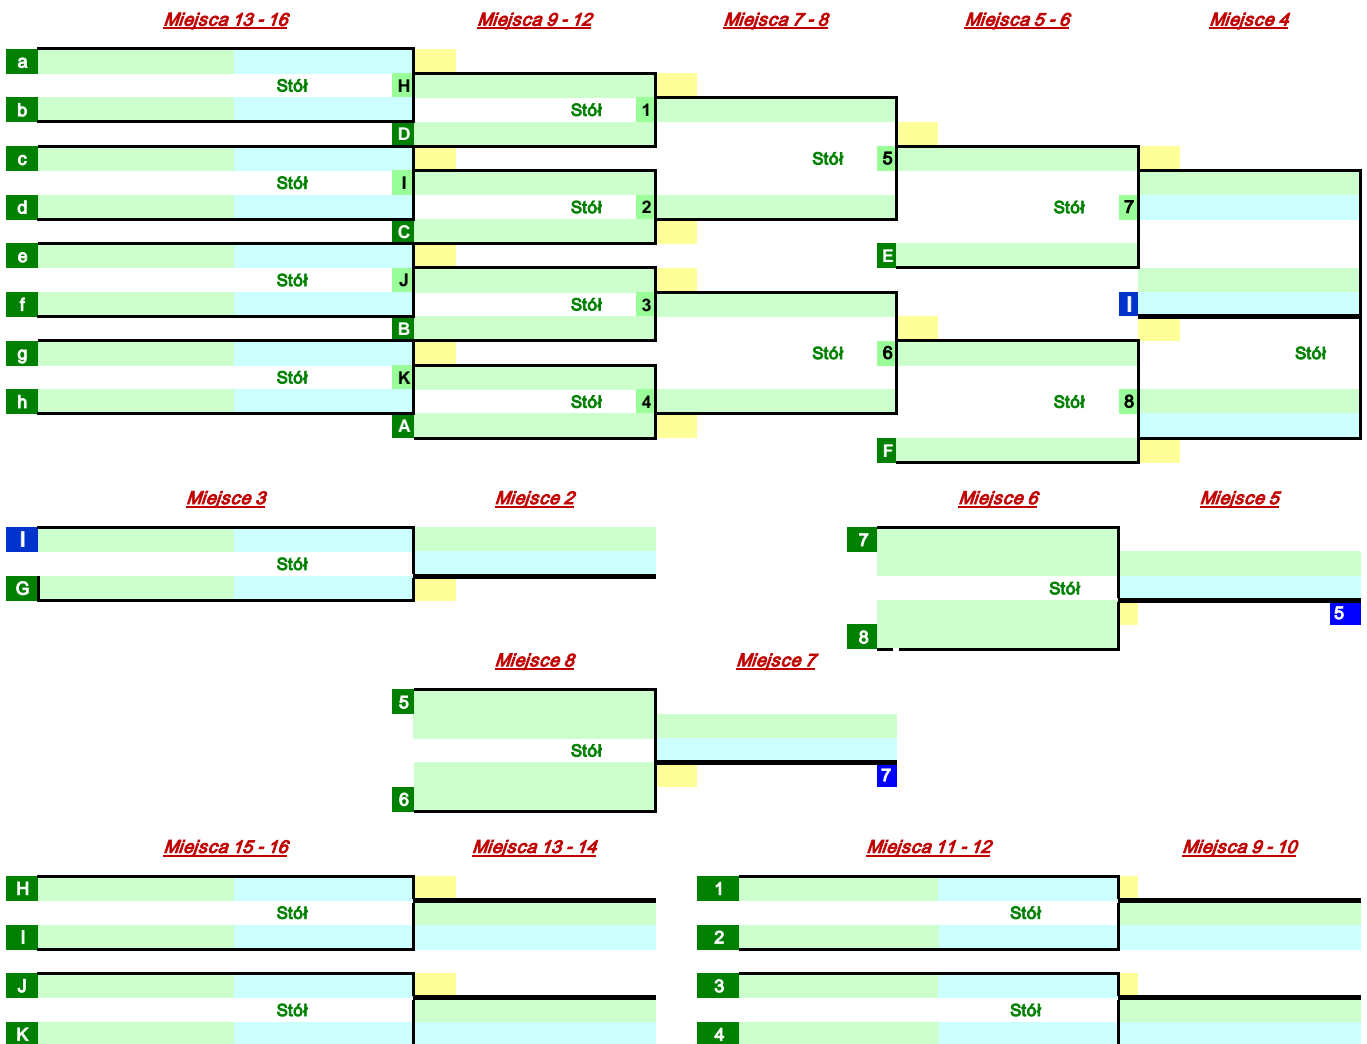 Miejsca 13 - 16 Miejsca 9 - 12 Miejsca 7 - 8 Miejsca 5 - 6 Miejsce 4
a
Stół H
b Stół 1
D
c Stół 5
Stół I
d Stół 2 Stół 7
C
e E
Stół J
f Stół 3 I
B
g Stół 6 Stół
Stół K
h Stół 4 Stół 8
A
F
Miejsce 3 Miejsce 2 Miejsce 6 Miejsce 5
I 7
Stół
G Stół
5
8
Miejsce 8 Miejsce 7
5
Stół
7
6
Miejsca 15 - 16 Miejsca 13 - 14 Miejsca 11 - 12 Miejsca 9 - 10
H 1
Stół Stół
I 2
J 3
Stół Stół
K 4